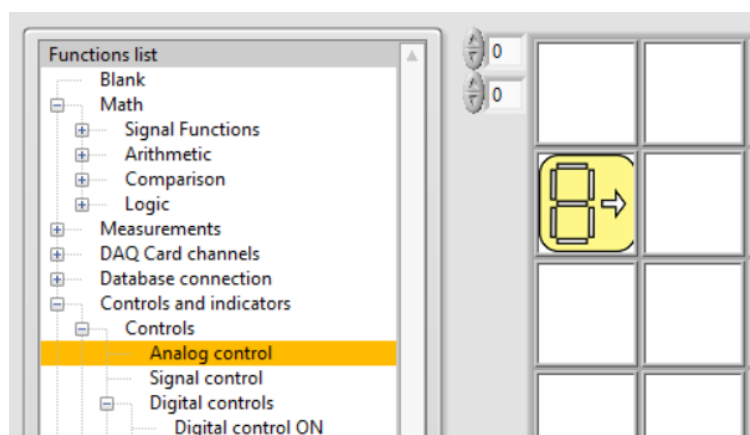 Functions list
Blank
Math
Signal Functions
Arithmetic
Comparison
Logic
Measurements
DAQ Card channels
Database connection
Controls and indicators
Controls
Analog control
Signal control
Digital controls
Digital control ON
0
0